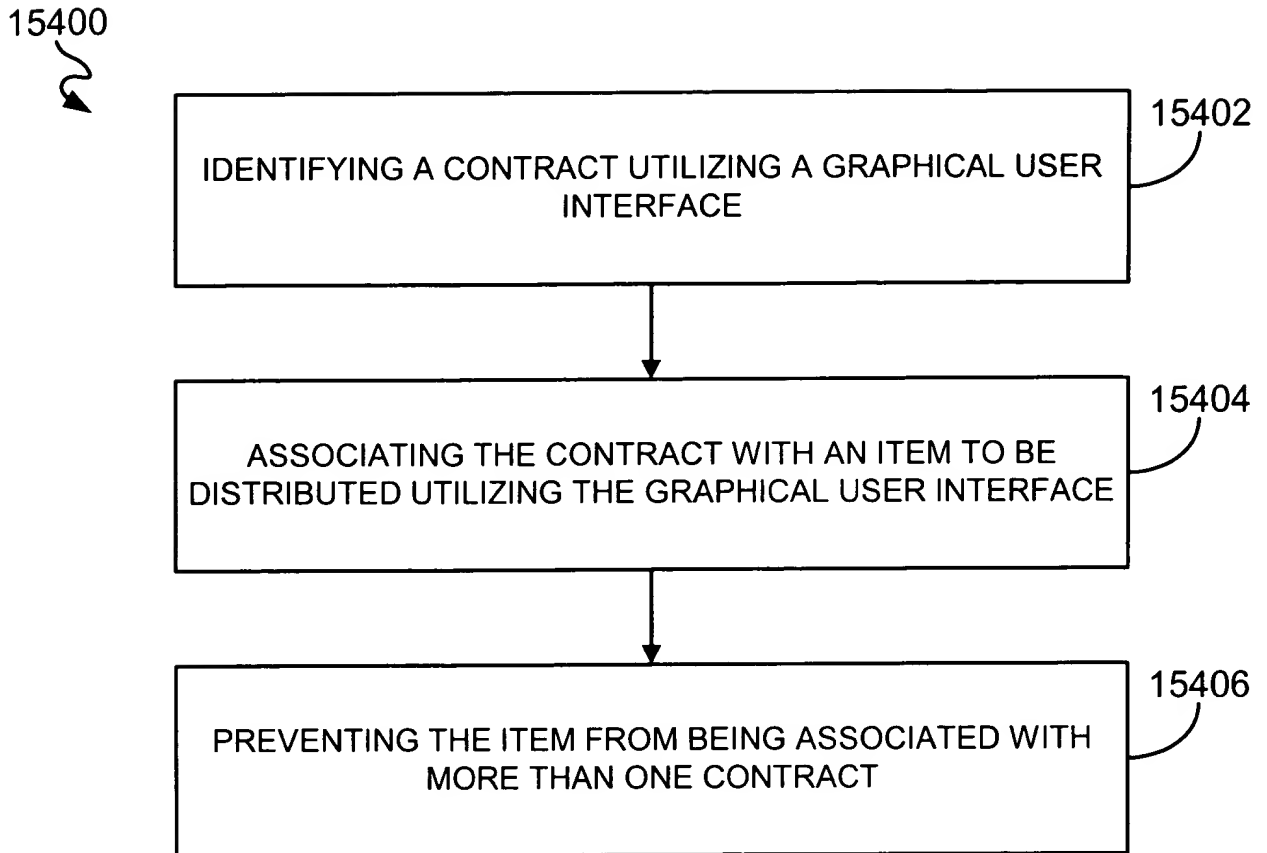 15400
15402
IDENTIFYING A CONTRACT UTILIZING A GRAPHICAL USER
INTERFACE
15404
ASSOCIATING THE CONTRACT WITH AN ITEM TO BE
DISTRIBUTED UTILIZING THE GRAPHICAL USER INTERFACE
15406
PREVENTING THE ITEM FROM BEING ASSOCIATED WITH
MORE THAN ONE CONTRACT